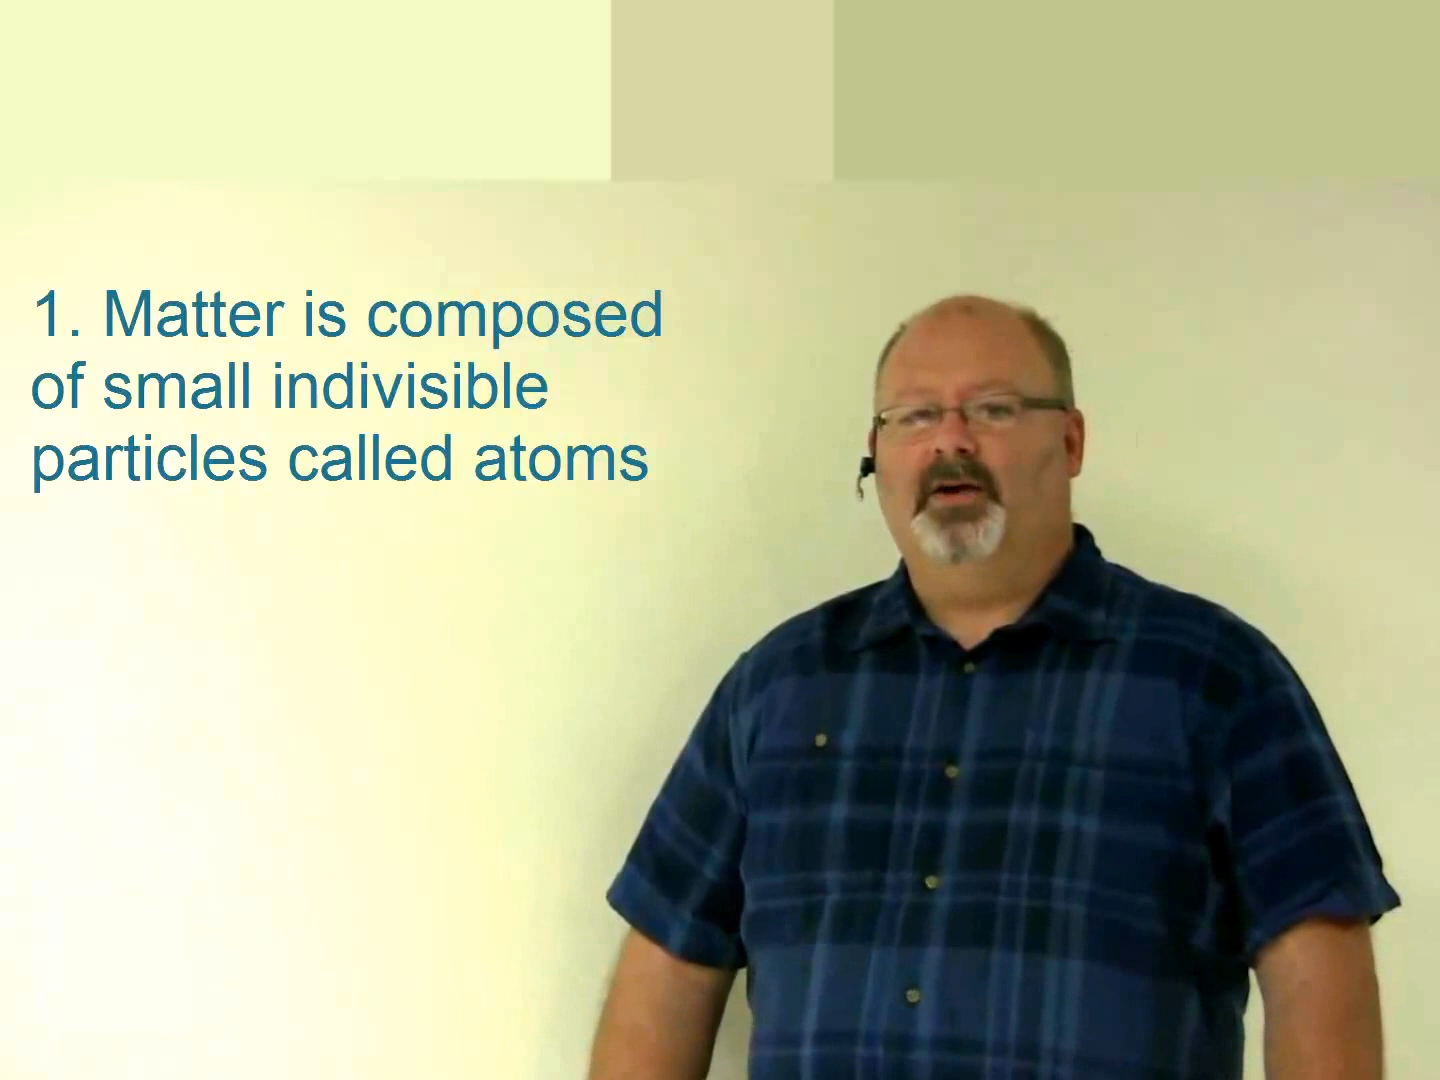 1. Matter is composed
of small indivisible
particles called atoms